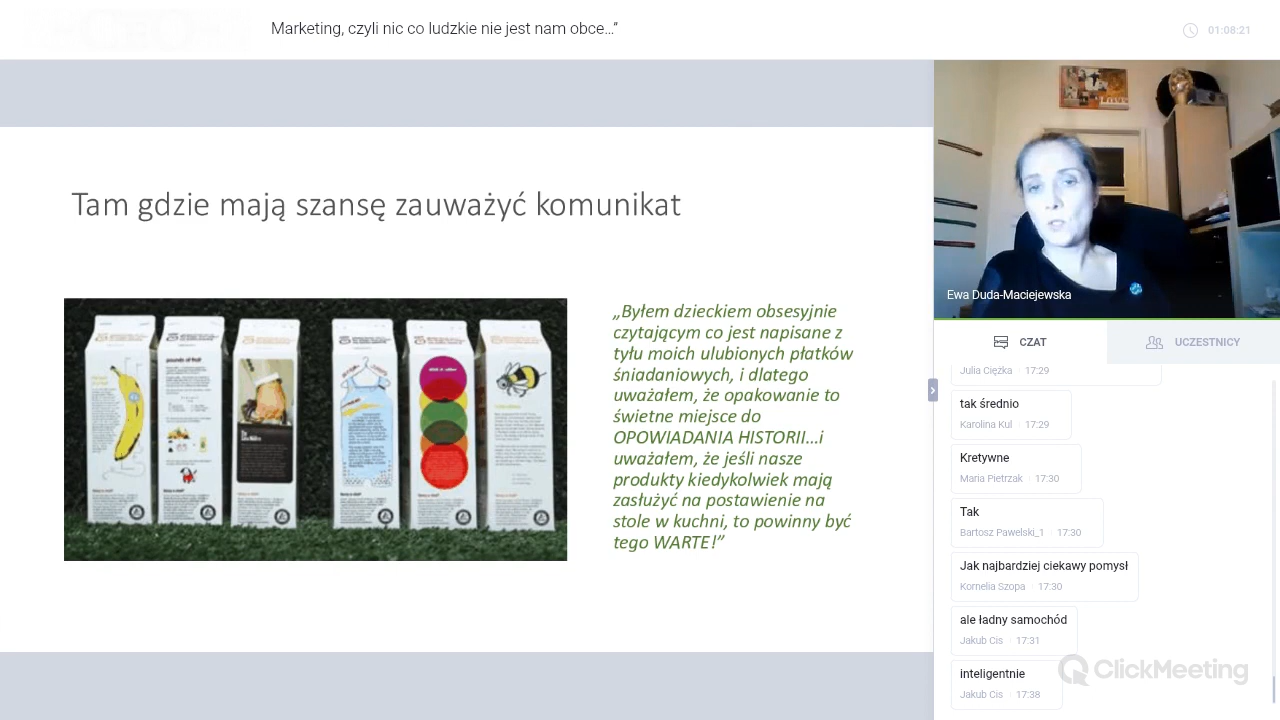 Marketing, czyli nic co ludzkie nie jest nam obce..."
01:08:21
Tam gdzie mają szansę zauważyć komunikat
„Byłem dzieckiem obsesyjnie
czytającym co jest napisane z
tyłu moich ulubionych płatków
śniadaniowych, i dlatego
uważałem, że opakowanie to
świetne miejsce do
OPOWIADANIA HISTORII...i
uważałem, że jeśli nasze
produkty kiedykolwiek mają
zasłużyć na postawienie na
stole w kuchni, to powinny być
tego WARTE!”
pounds of fruit
Ewa Duda-Maciejewska
CZAT
UCZESTNICY
Julia Ciężka 17:29
tak średnio
Karolina Kul 17:29
Kretywne
Maria Pietrzak 17:30
Tak
Bartosz Pawelski_1 17:30
Jak najbardziej ciekawy pomysł
Kornelia Szopa 17:30
ale ładny samochód
Jakub Cis 17:31
inteligentnie
Jakub Cis 17:38
ClickMeeting